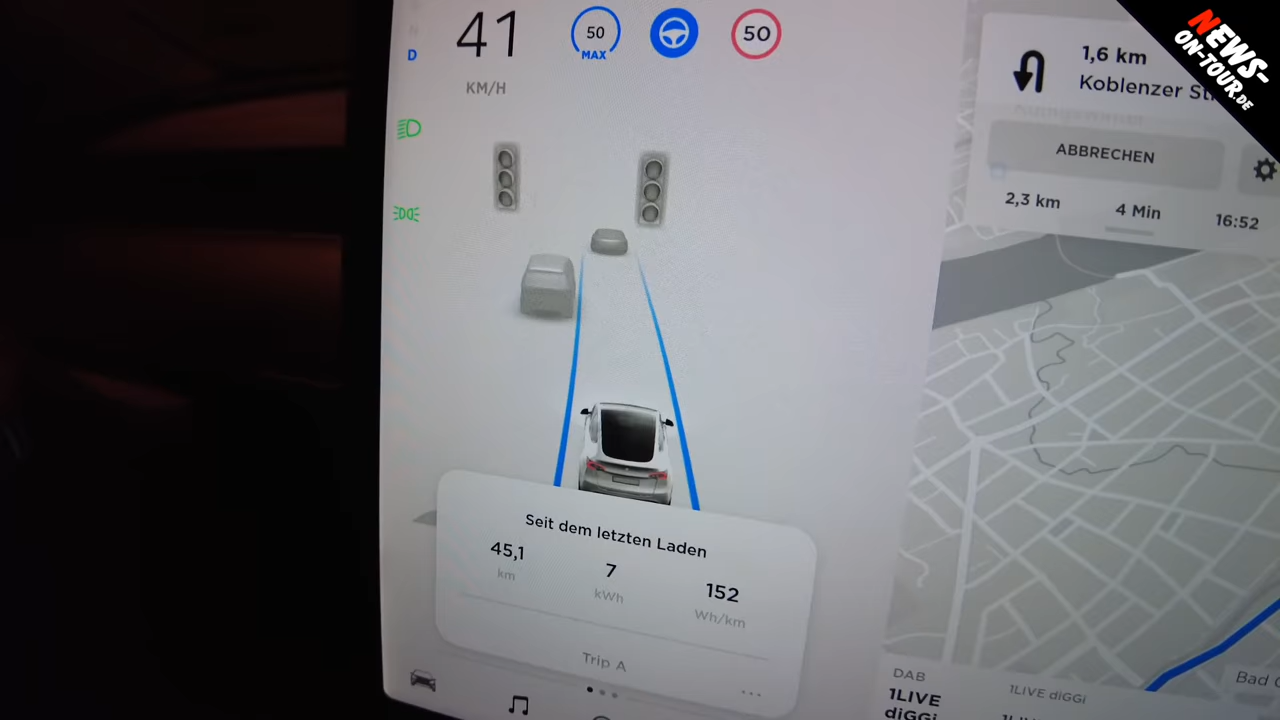 D
41
KM/H
50
MAX
50
1,6 km
Koblenzer
ABBRECHEN
2,3 km
4 Min
16:52
Seit dem letzten Laden
45,1
km
7
kWh
152
Wh/km
Trip A
DAB
1LIVE
diGGi
1LIVE diGGi
Bad
NEWS-
ON-TOUR.DE